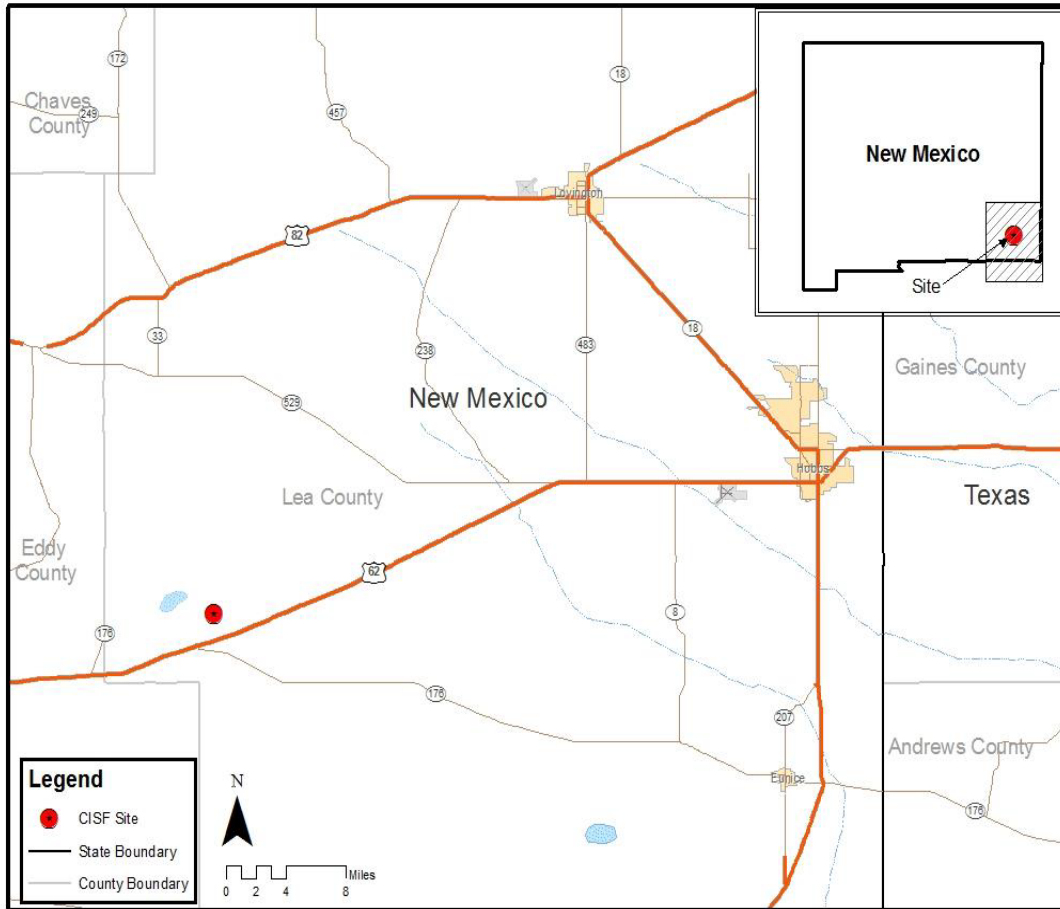 172
18
Chaves
County
249
457
New Mexico
Lovington
82
Site
33
18
483
238
Gaines County
New Mexico
529
Hobbs
Lea County
Texas
Eddy
County
62
8
176
176
207
Andrews County
Eunice
176
Legend
CISF Site
State Boundary
County Boundary
N
Miles
0 2 4 8